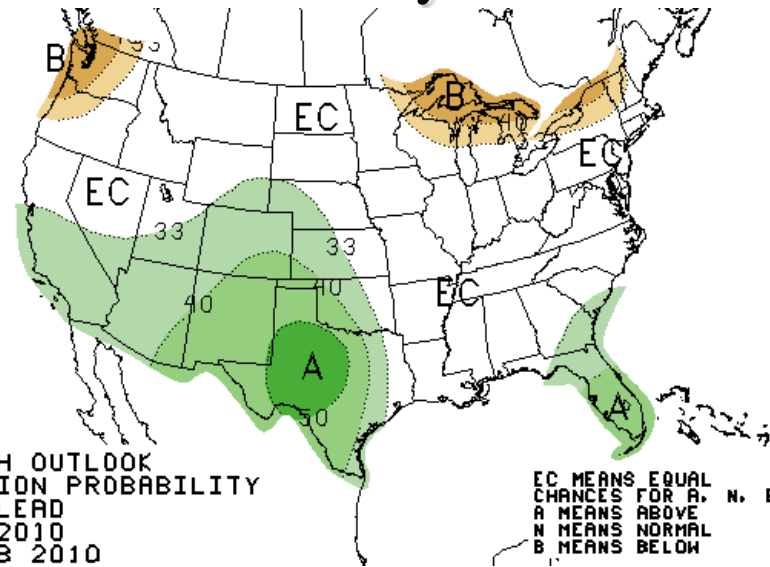 B
33
B
EC
40
EC
EC
33
33
EC
40
40
A
A
50
H OUTLOOK
ION PROBABILITY
LEAD
2010
B 2010
EC MEANS EQUAL
CHANCES FOR A, N, B
A MEANS ABOVE
N MEANS NORMAL
B MEANS BELOW